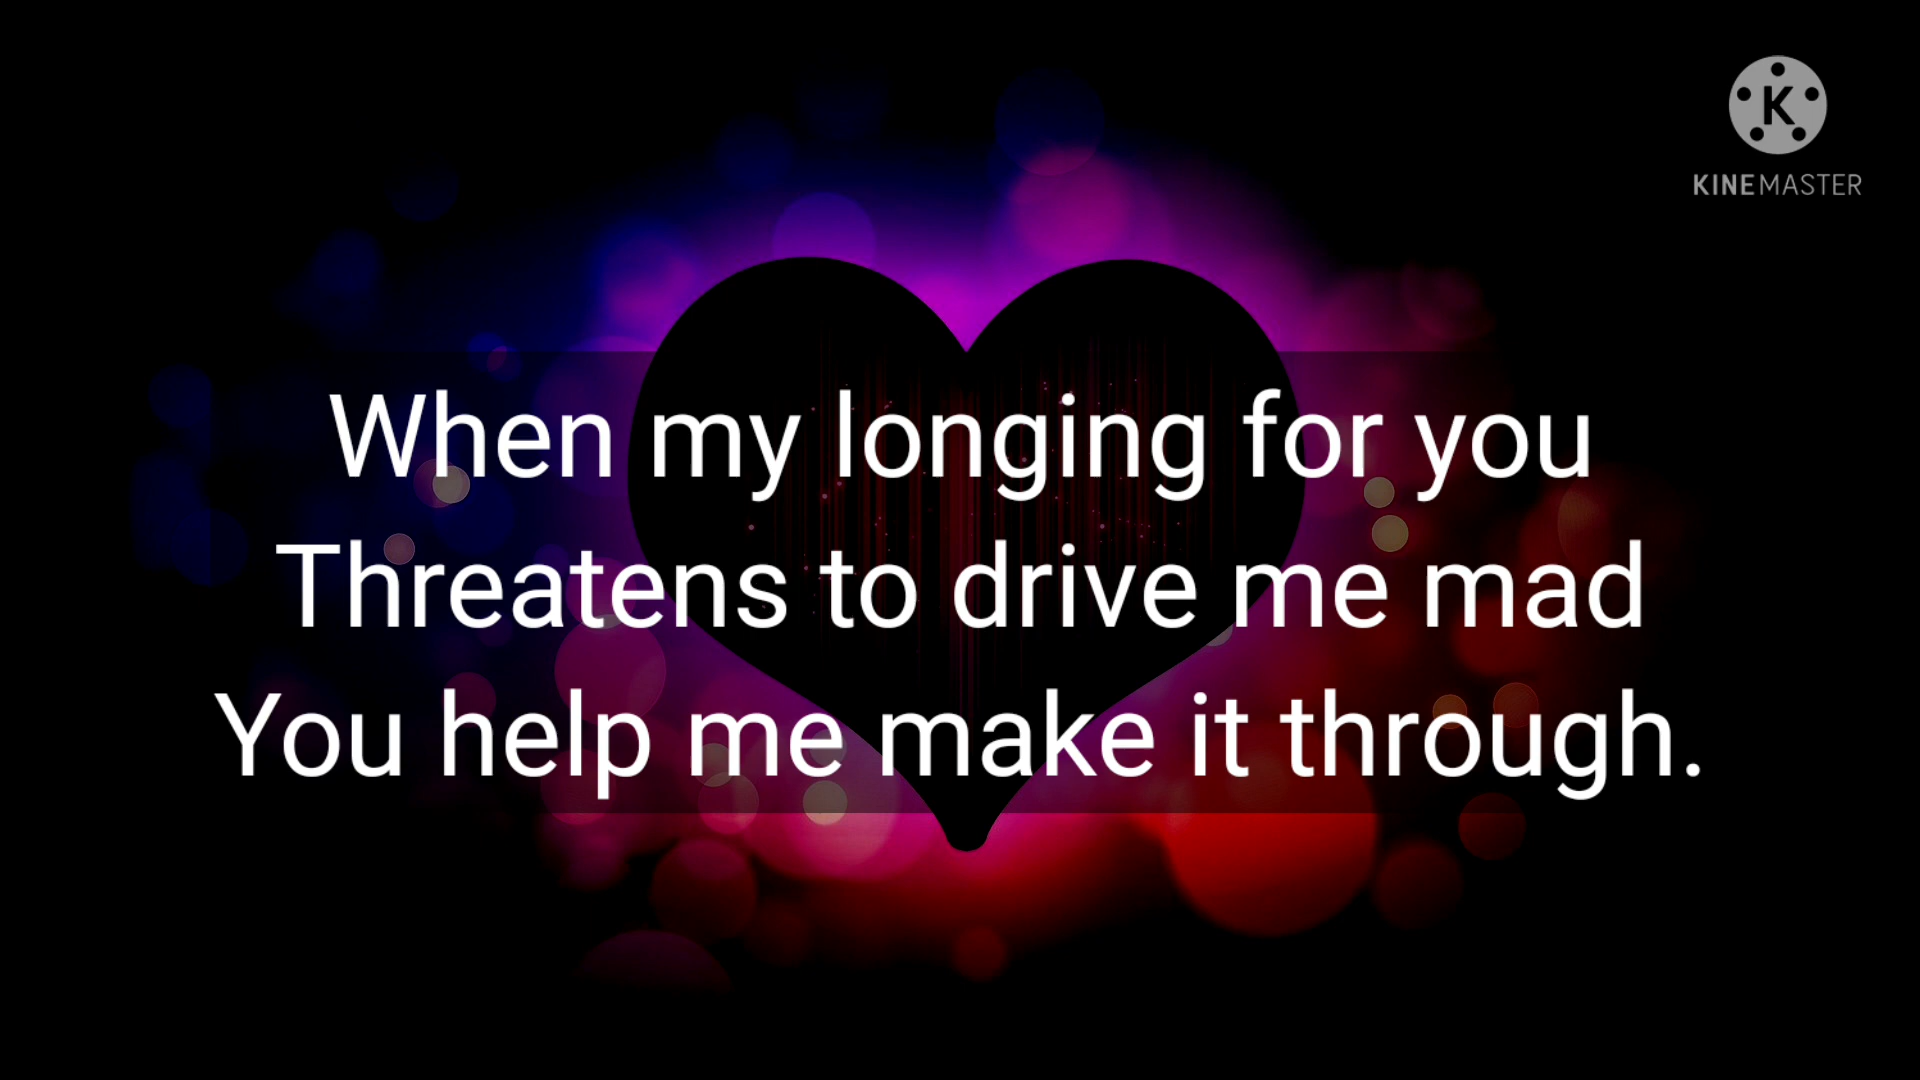 K
KINEMASTER
When my longing for you
Threatens to drive me mad
You help me make it through.